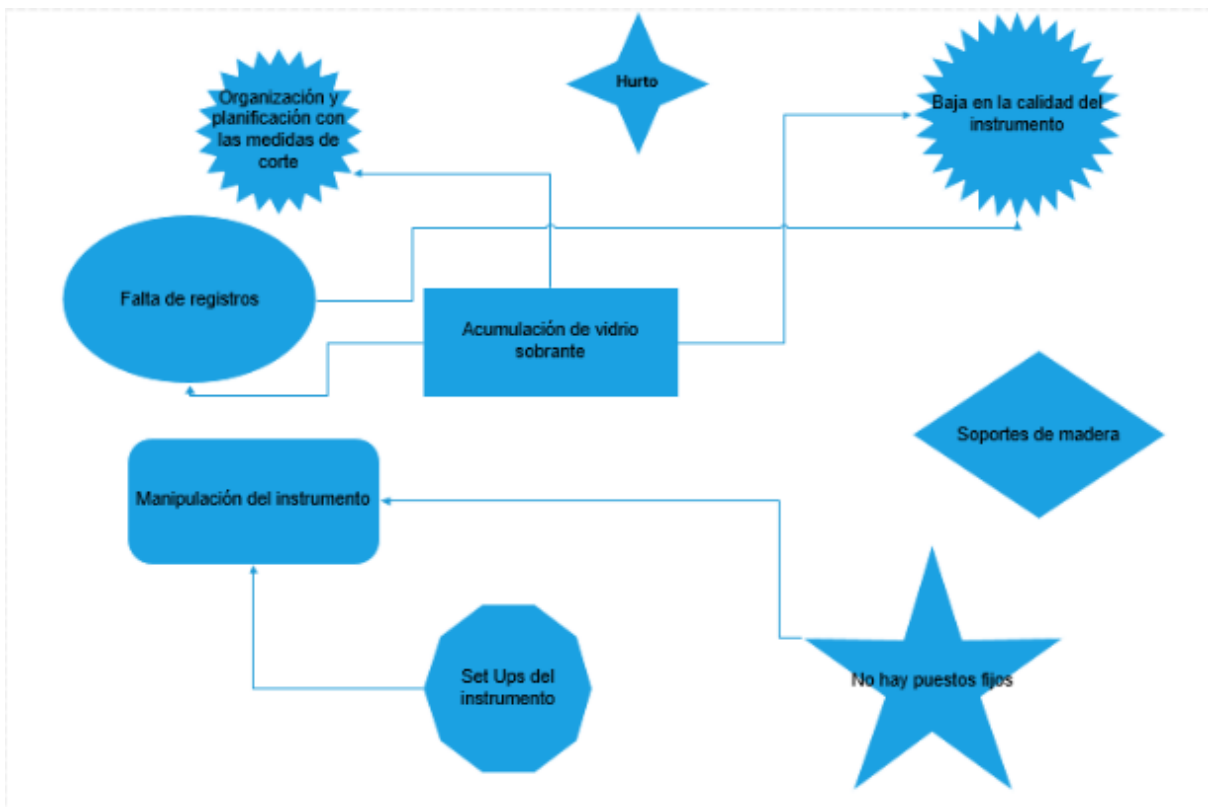 Hurto
Organización y
planificación con
las medidas de
corte
Baja en la calidad del
instrumento
Falta de registros
Acumulación de vidrio
sobrante
Soportes de madera
Manipulación del instrumento
Set Ups del
instrumento
No hay puestos fijos